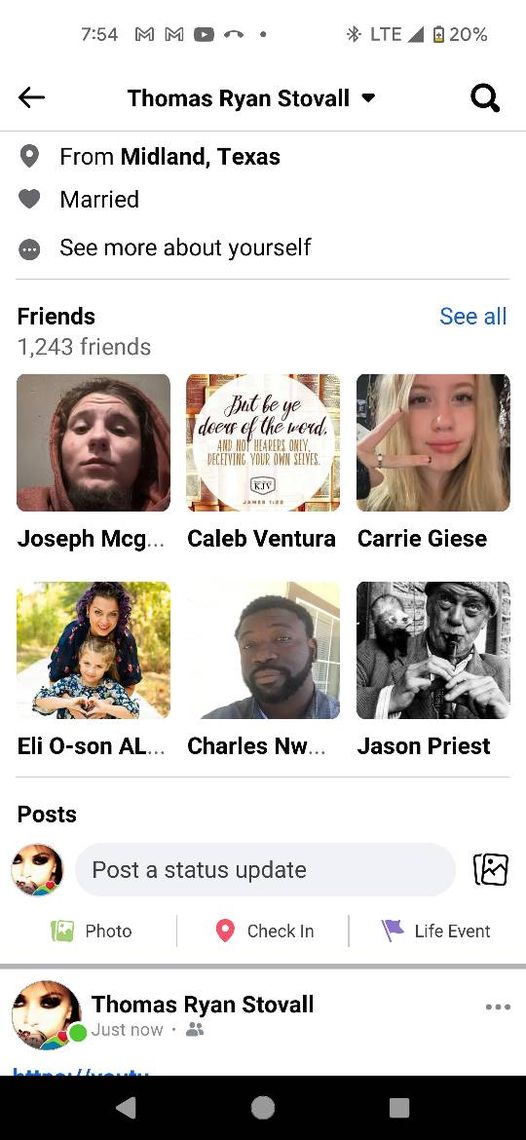 7:54 LTE 20%
Thomas Ryan Stovall
From Midland, Texas
Married
See more about yourself
Friends See all
1,243 friends
But be ye
doers of the word,
AND NOT HEARERS ONLY,
DECEIVING YOUR OWN SELVES.
KJV
JAMES 1:22
Joseph Mcg... Caleb Ventura Carrie Giese
Eli O-son AL... Charles Nw... Jason Priest
Posts
Post a status update
Photo Check In Life Event
Thomas Ryan Stovall
Just now ·
https://youtu